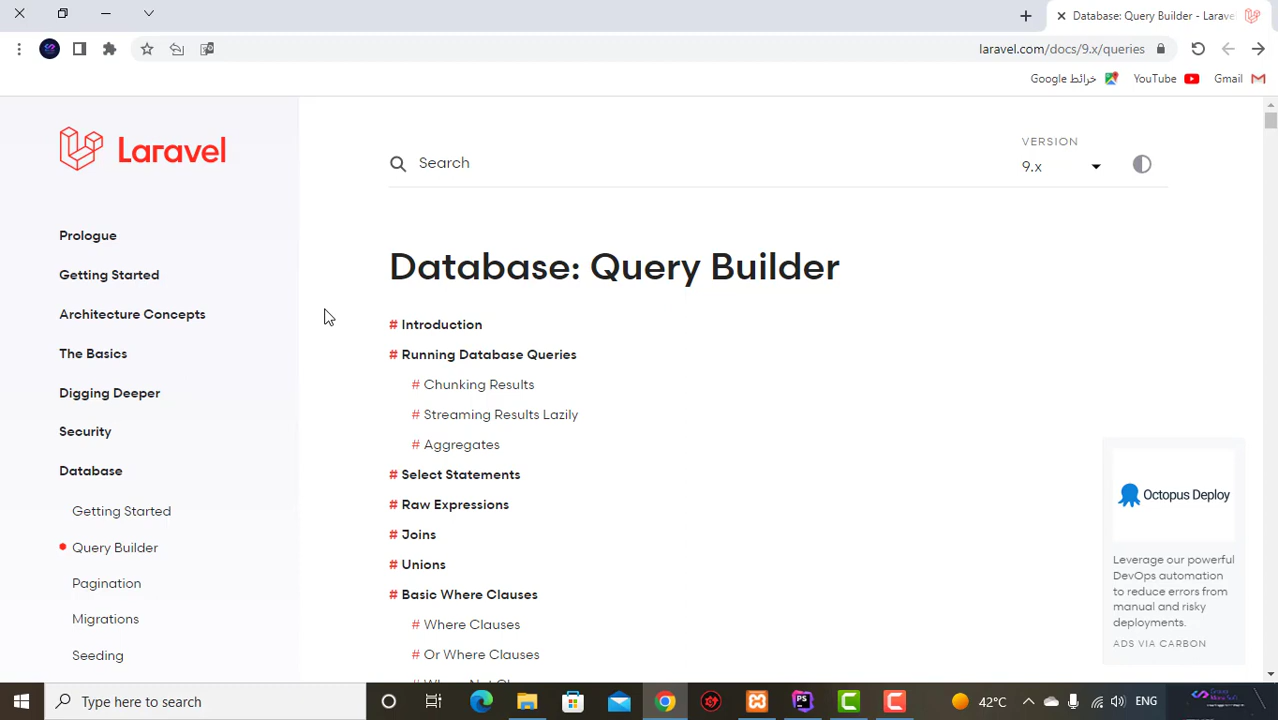 Database: Query Builder - Larave
laravel.com/docs/9.x/queries
Gmail
YouTube
خرائط Google
Laravel
Prologue
Getting Started
Architecture Concepts
The Basics
Digging Deeper
Security
Database
Getting Started
Query Builder
Pagination
Migrations
Seeding
Search
VERSION
9.x
Database: Query Builder
# Introduction
# Running Database Queries
# Chunking Results
# Streaming Results Lazily
# Aggregates
# Select Statements
# Raw Expressions
# Joins
# Unions
# Basic Where Clauses
# Where Clauses
# Or Where Clauses
Octopus Deploy
Leverage our powerful
DevOps automation
to reduce errors from
manual and risky
deployments.
ADS VIA CARBON
Type here to search
42°C
ENG